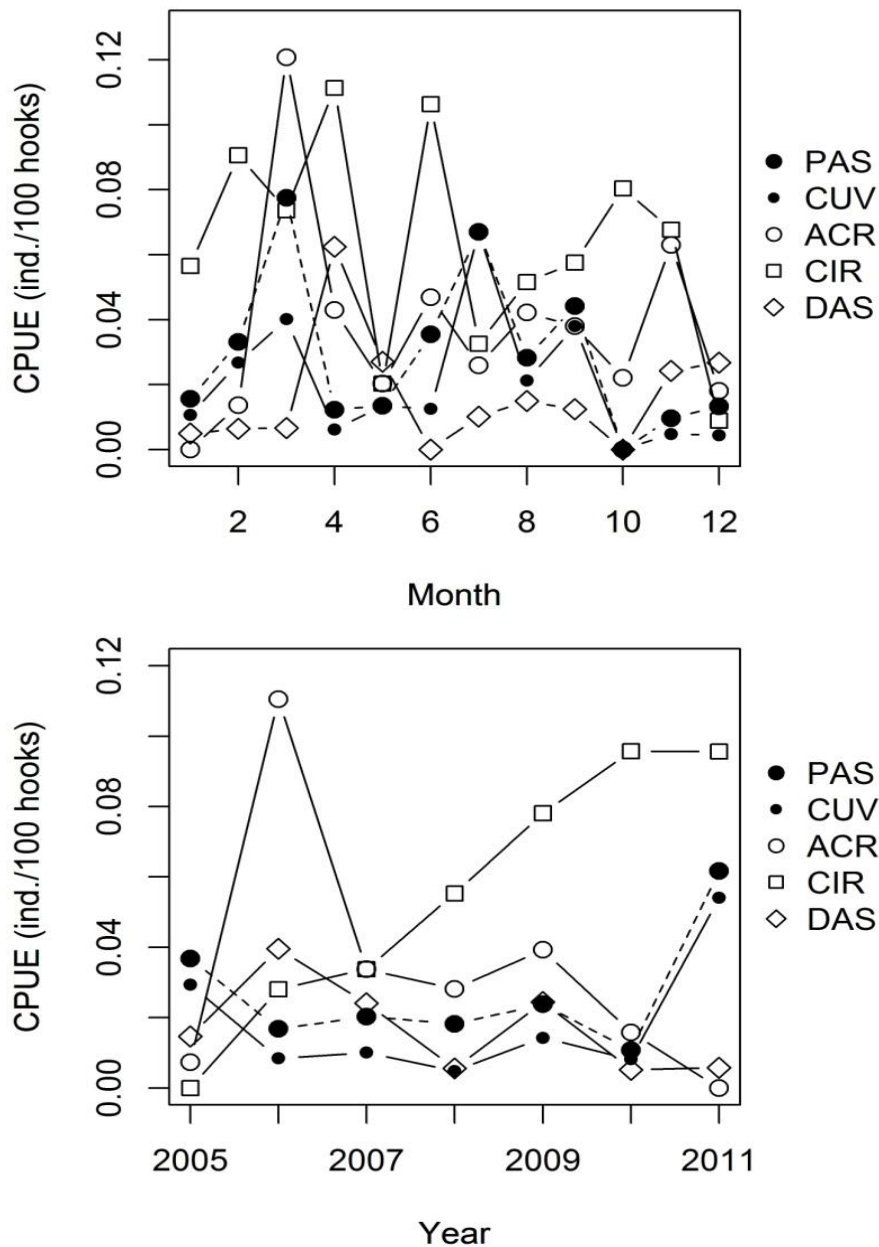 CPUE (ind./100 hooks)
0.12
0.08
0.04
0.00
PAS
CUV
ACR
CIR
DAS
2 4 6 8 10 12
Month
CPUE (ind./100 hooks)
0.12
0.08
0.04
0.00
PAS
CUV
ACR
CIR
DAS
2005 2007 2009 2011
Year